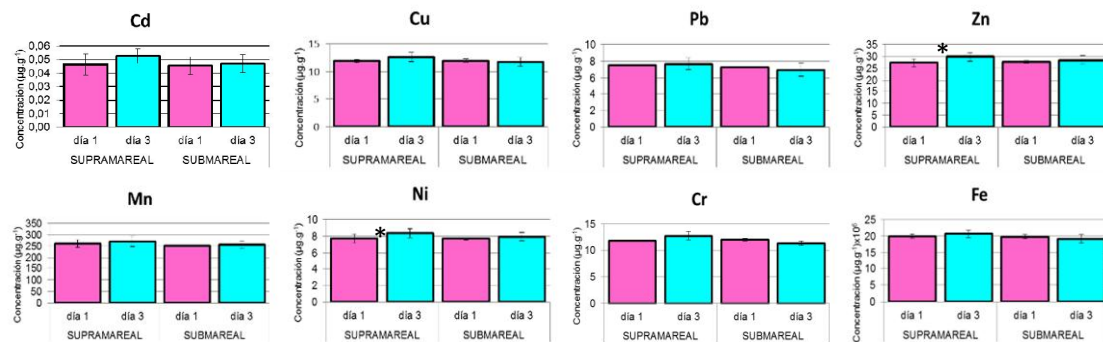 Cd
Concentración (µg.g⁻¹)
0,06
0,05
0,04
0,03
0,02
0,01
0,00
día 1 día 3 día 1 día 3
SUPRAMAREAL SUBMAREAL
Cu
Concentración (µg.g⁻¹)
15
10
5
0
día 1 día 3 día 1 día 3
SUPRAMAREAL SUBMAREAL
Pb
Concentración (µg.g⁻¹)
10
8
6
4
2
0
día 1 día 3 día 1 día 3
SUPRAMAREAL SUBMAREAL
Zn
Concentración (µg.g⁻¹)
35
30
25
20
15
10
5
0
*
día 1 día 3 día 1 día 3
SUPRAMAREAL SUBMAREAL
Mn
Concentración (µg.g⁻¹)
350
300
250
200
150
100
50
0
día 1 día 3 día 1 día 3
SUPRAMAREAL SUBMAREAL
Ni
Concentración (µg.g⁻¹)
10
8
6
4
2
0
*
día 1 día 3 día 1 día 3
SUPRAMAREAL SUBMAREAL
Cr
Concentración (µg.g⁻¹)
15
10
5
0
día 1 día 3 día 1 día 3
SUPRAMAREAL SUBMAREAL
Fe
Concentración (µg.g⁻¹)x10⁶
25
20
15
10
5
0
día 1 día 3 día 1 día 3
SUPRAMAREAL SUBMAREAL